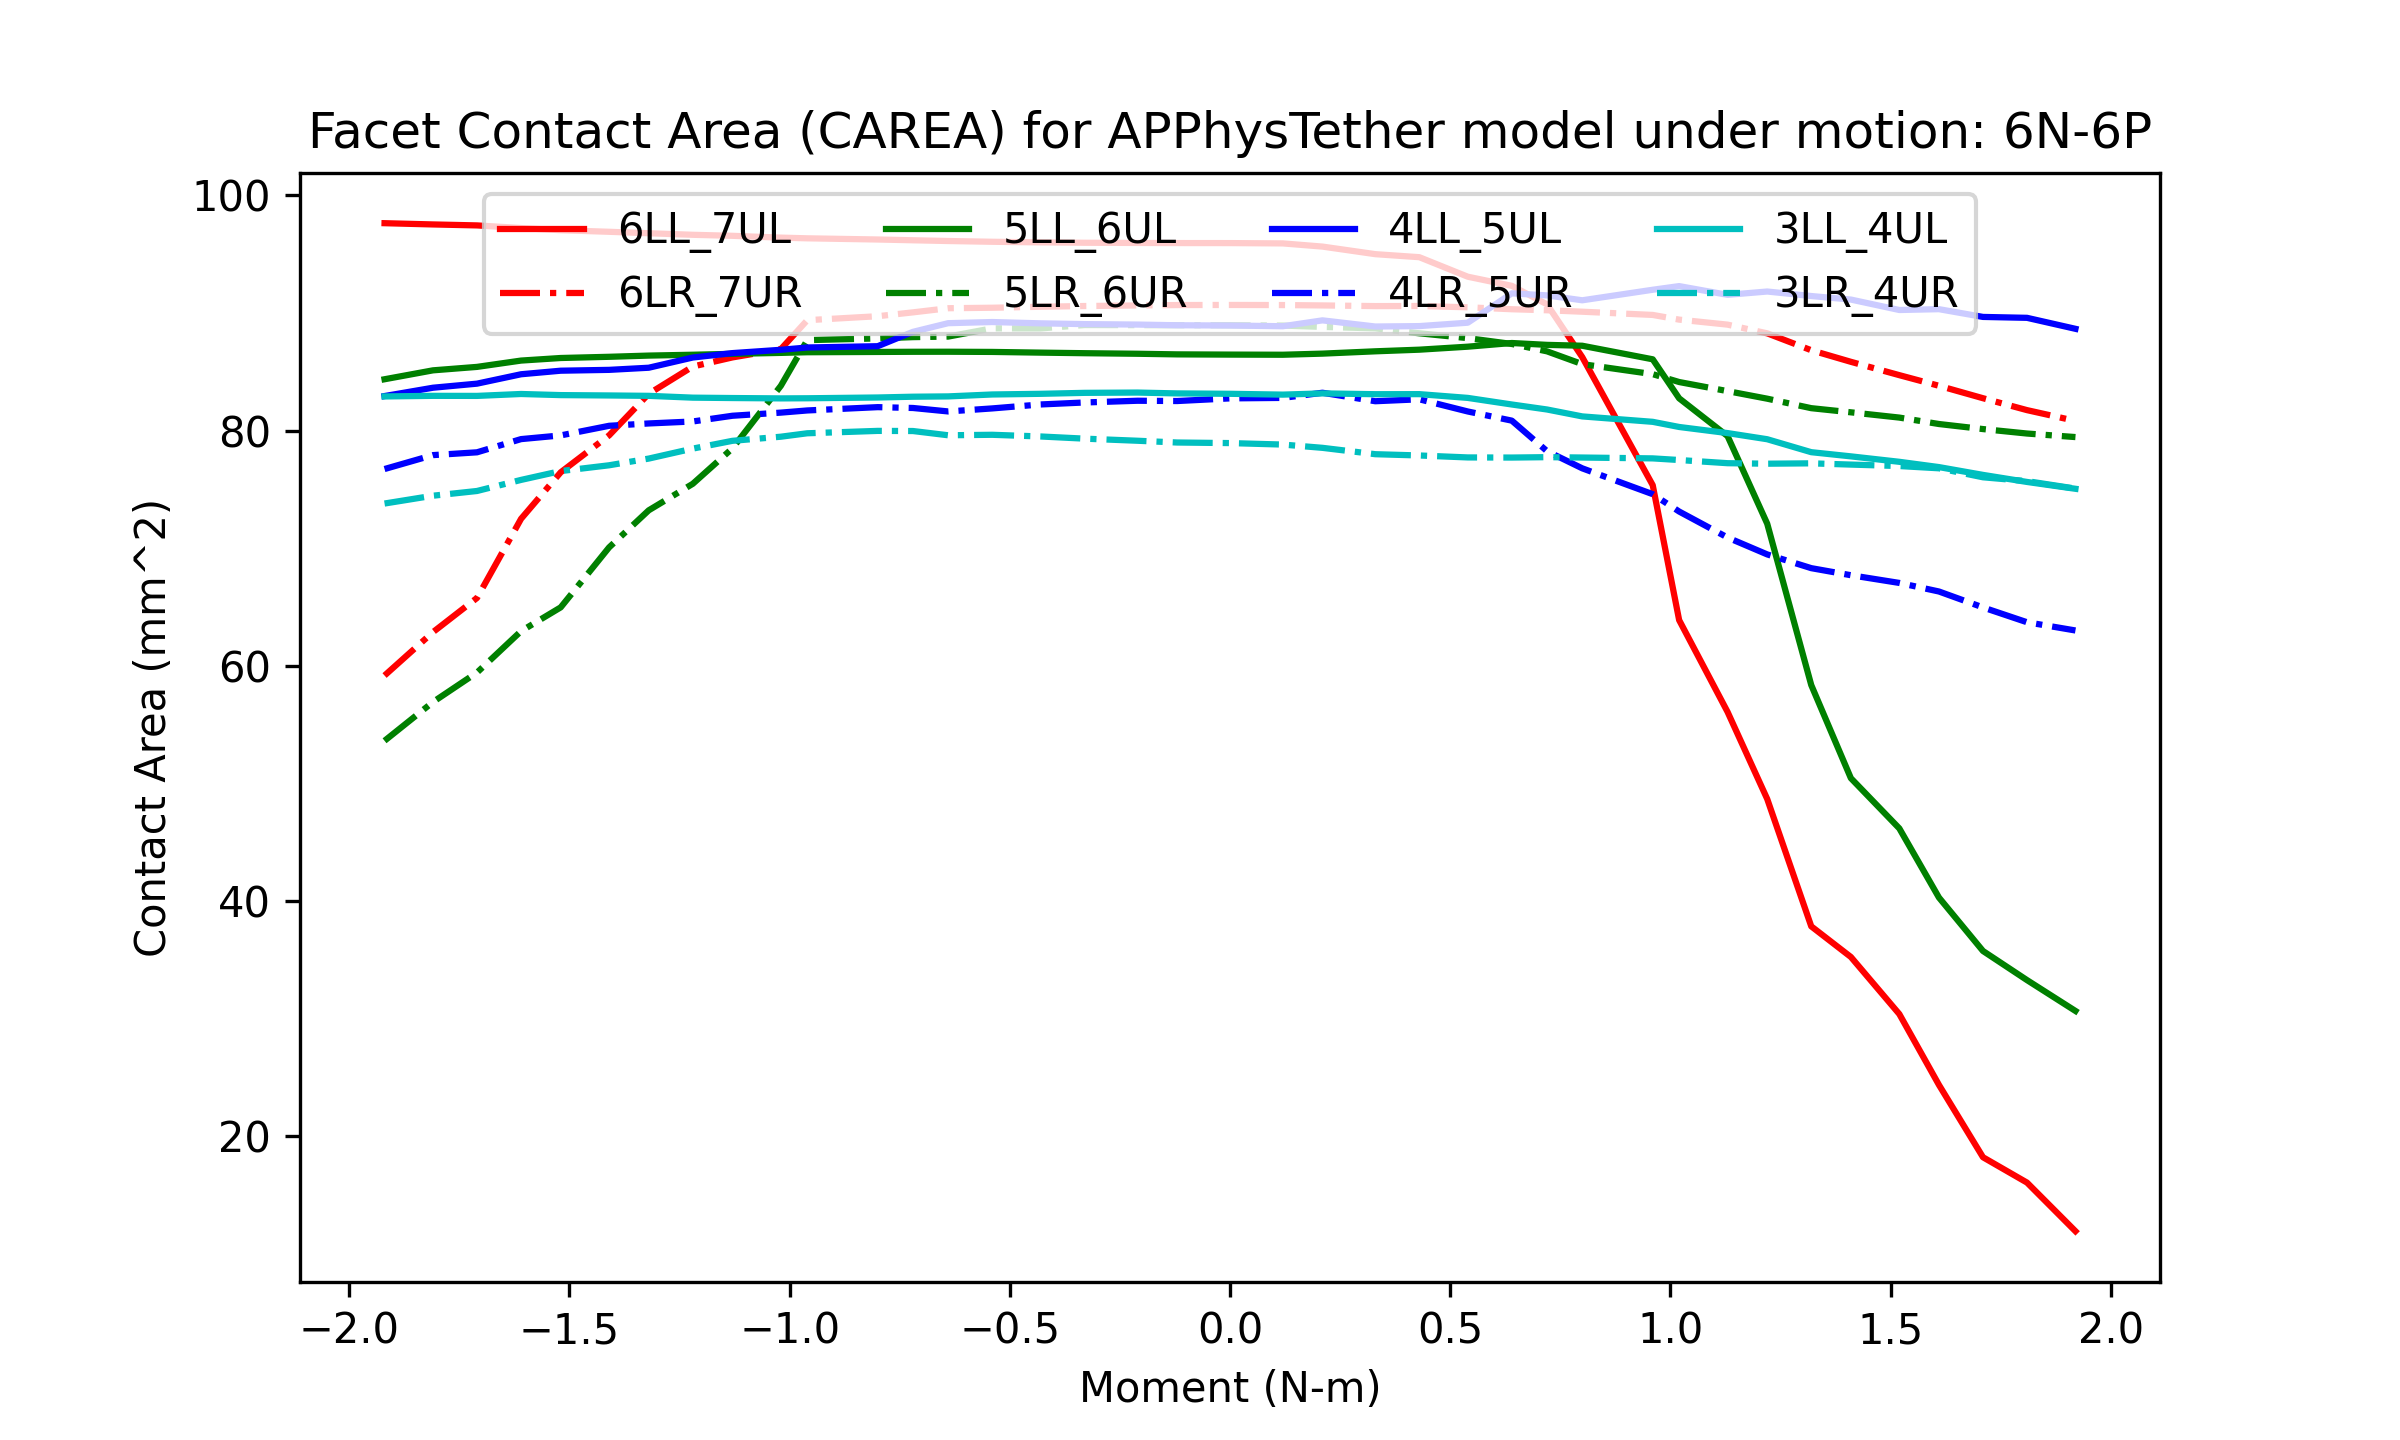 Facet Contact Area (CAREA) for APPhysTether model under motion: 6N-6P
100
80
60
40
20
Contact Area (mm^2)
6LL_7UL
5LL_6UL
4LL_5UL
3LL_4UL
6LR_7UR
5LR_6UR
4LR_5UR
3LR_4UR
−2.0
−1.5
−1.0
−0.5
0.0
0.5
1.0
1.5
2.0
Moment (N-m)